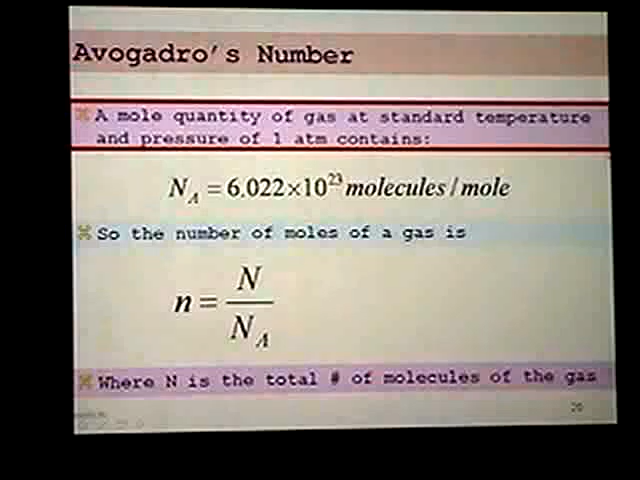 Avogadro's Number
⌘ A mole quantity of gas at standard temperature
and pressure of 1 atm contains:
N_A = 6.022×10²³ molecules / mole
⌘ So the number of moles of a gas is
n = N / N_A
⌘ Where N is the total # of molecules of the gas